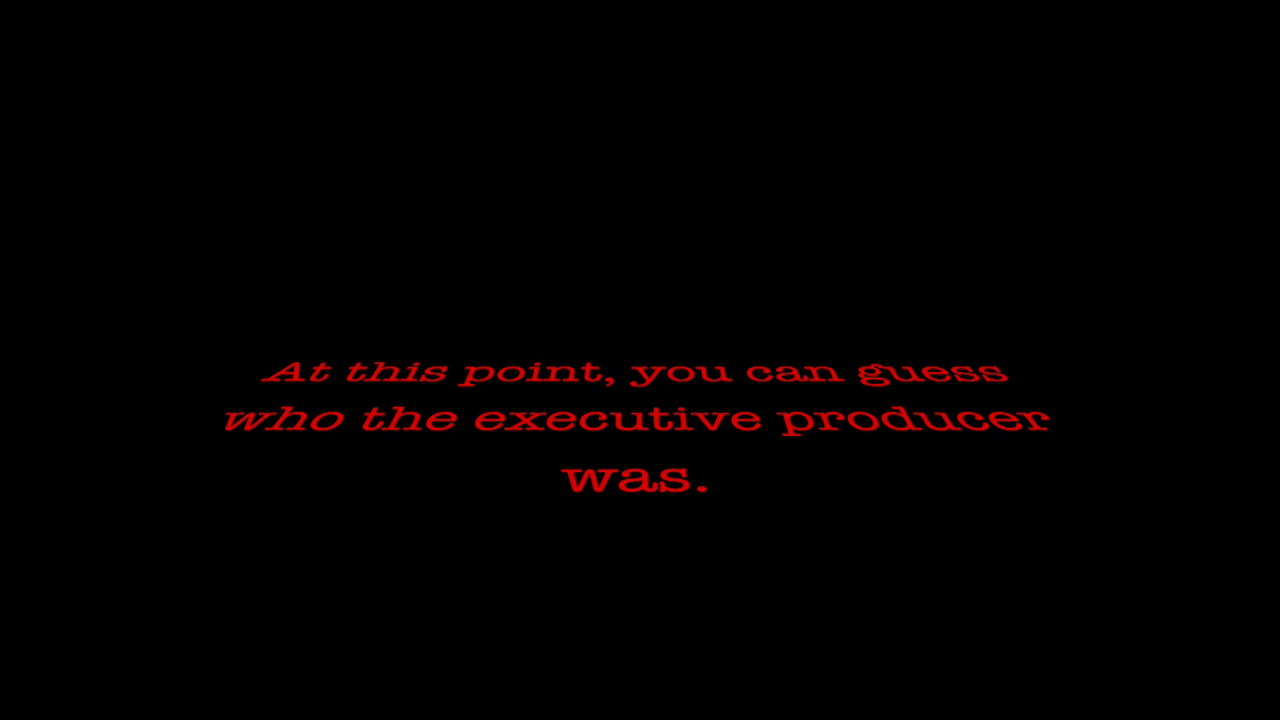 At this point, you can guess
who the executive producer
was.